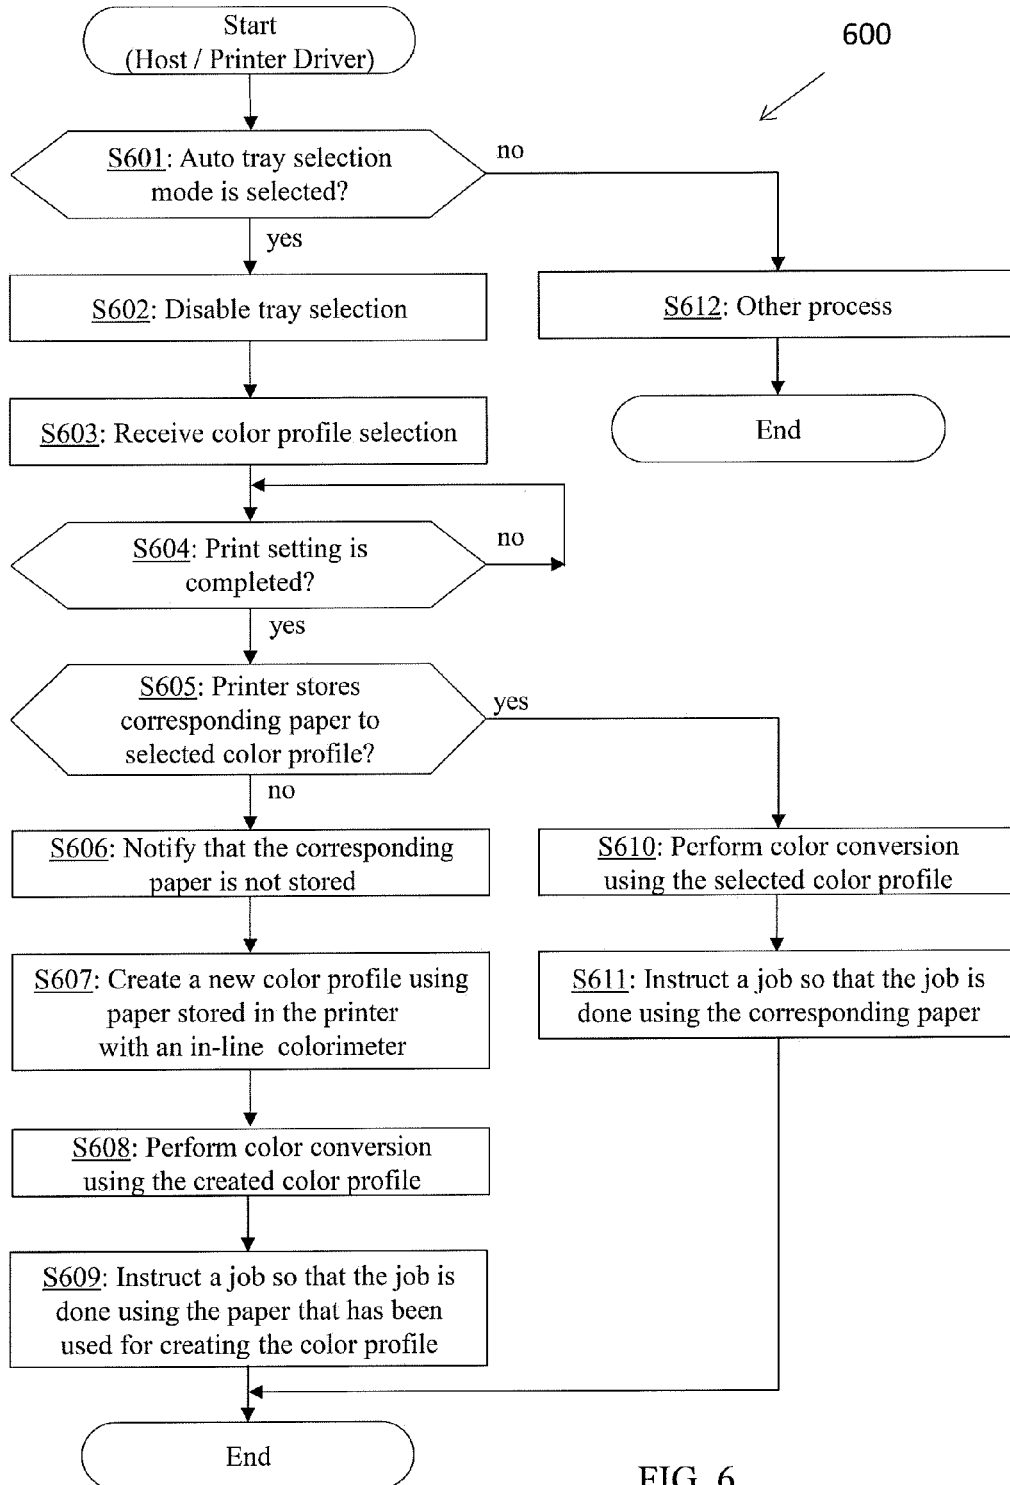 Start
(Host / Printer Driver)
600
S601: Auto tray selection
mode is selected?
no
yes
S602: Disable tray selection
S612: Other process
S603: Receive color profile selection
End
S604: Print setting is
completed?
no
yes
S605: Printer stores
corresponding paper to
selected color profile?
yes
no
S606: Notify that the corresponding
paper is not stored
S610: Perform color conversion
using the selected color profile
S607: Create a new color profile using
paper stored in the printer
with an in-line colorimeter
S611: Instruct a job so that the job is
done using the corresponding paper
S608: Perform color conversion
using the created color profile
S609: Instruct a job so that the job is
done using the paper that has been
used for creating the color profile
End
FIG. 6